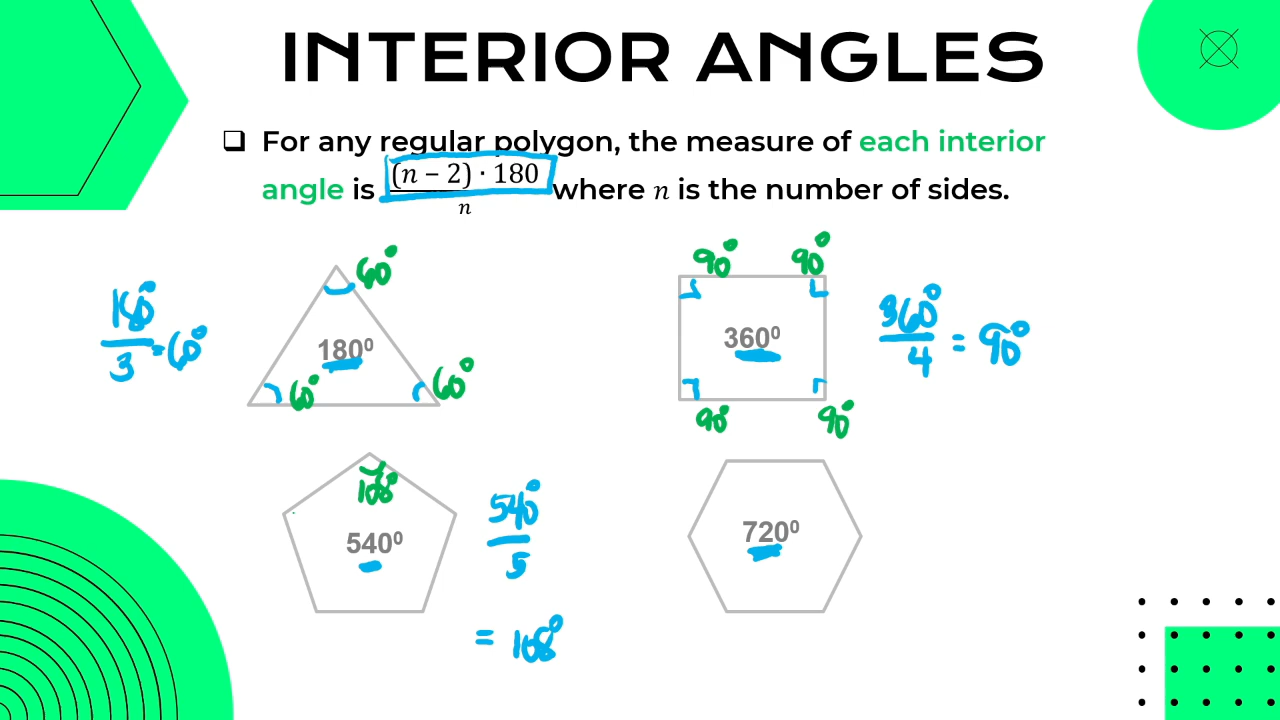 INTERIOR ANGLES
❑ For any regular polygon, the measure of each interior
angle is (n – 2) · 180 / n where n is the number of sides.
60°
180°/3 = 60°
180⁰
60°
60°
90°
90°
360⁰
360°/4 = 90°
90°
90°
108°
540⁰
540°/5
= 108°
720⁰